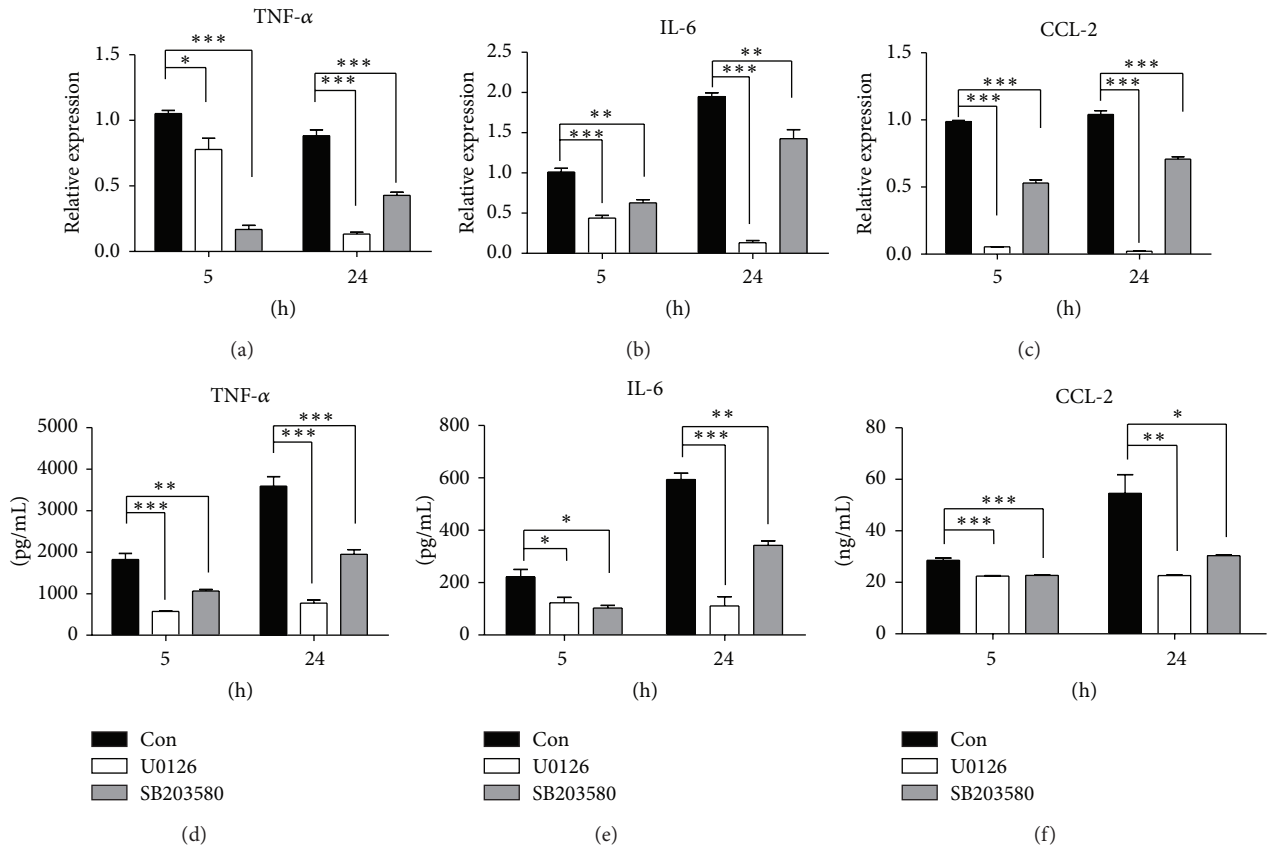 TNF-α
Relative expression
1.5
1.0
0.5
0.0
***
*
***
***
5 24
(h)
(a)
IL-6
Relative expression
2.5
2.0
1.5
1.0
0.5
0.0
**
***
**
***
5 24
(h)
(b)
CCL-2
Relative expression
1.5
1.0
0.5
0.0
***
***
***
***
5 24
(h)
(c)
TNF-α
(pg/mL)
5000
4000
3000
2000
1000
0
**
***
***
***
5 24
(h)
Con
U0126
SB203580
(d)
IL-6
(pg/mL)
800
600
400
200
0
*
*
**
***
5 24
(h)
Con
U0126
SB203580
(e)
CCL-2
(ng/mL)
80
60
40
20
0
***
***
*
**
5 24
(h)
Con
U0126
SB203580
(f)